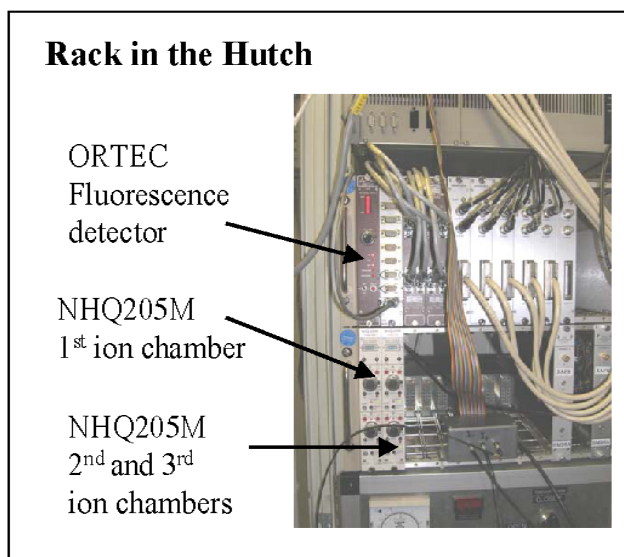 Rack in the Hutch
ORTEC
Fluorescence
detector
NHQ205M
1st ion chamber
NHQ205M
2nd and 3rd
ion chambers